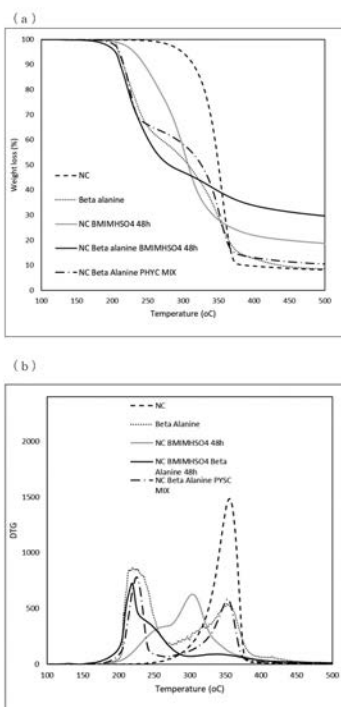 (a)
100
90
80
70
60
50
40
30
20
10
0
Weight loss (%)
NC
Beta alanine
NC BMIMHSO4 48h
NC Beta alanine BMIMHSO4 48h
NC Beta Alanine PHYC MIX
100 150 200 250 300 350 400 450 500
Temperature (oC)
(b)
2000
1500
1000
500
0
DTG
NC
Beta Alanine
NC BMIMHSO4 48h
NC BMIMHSO4 Beta
Alanine 48h
NC Beta Alanine PYSC
MIX
100 150 200 250 300 350 400 450 500
Temperature (oC)